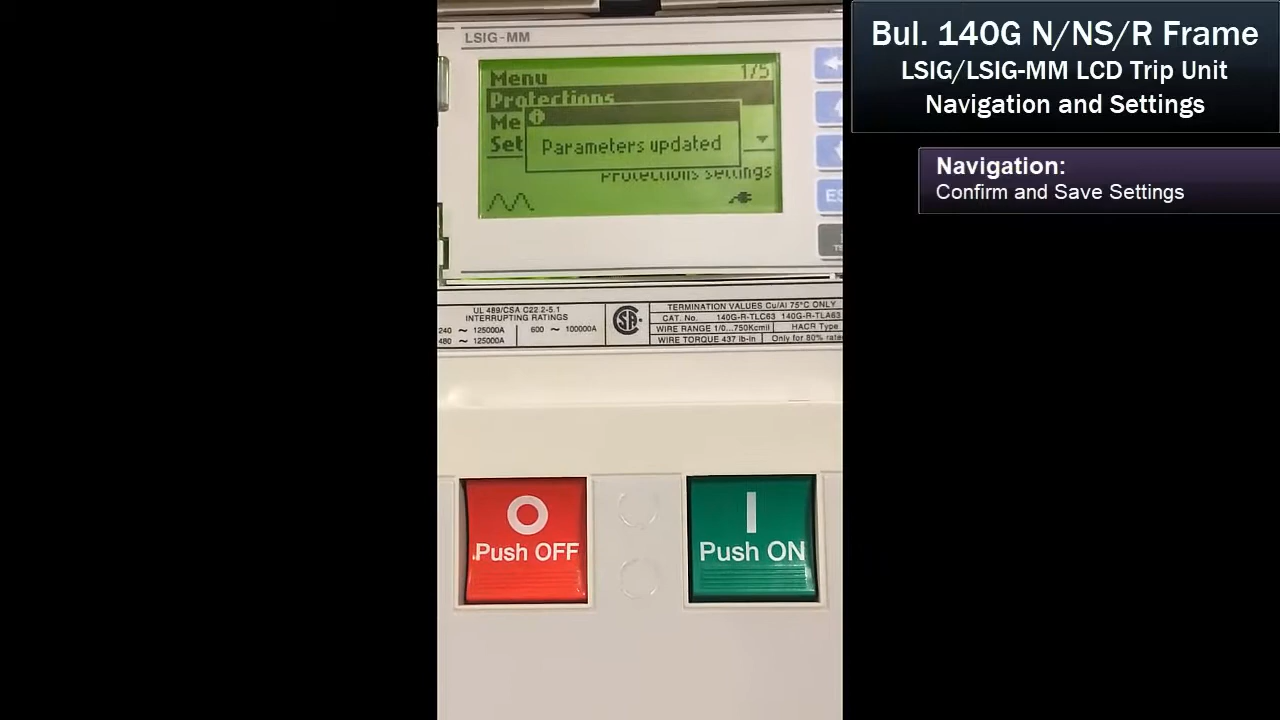 LSIG-MM
Menu 1/5
Protections
Me
Set
Parameters updated
Protections settings
ES
UL 489/CSA C22.2-5.1
INTERRUPTING RATINGS
240 ~ 125000A
480 ~ 125000A
600 ~ 100000A
TERMINATION VALUES Cu/Al 75°C ONLY
CAT. No. 140G-R-TLC63 140G-R-TLA63
WIRE RANGE 1/0...750Kcmil HACR Type
WIRE TORQUE 437 lb-in Only for 80% rate
O
Push OFF
I
Push ON
Bul. 140G N/NS/R Frame
LSIG/LSIG-MM LCD Trip Unit
Navigation and Settings
Navigation:
Confirm and Save Settings